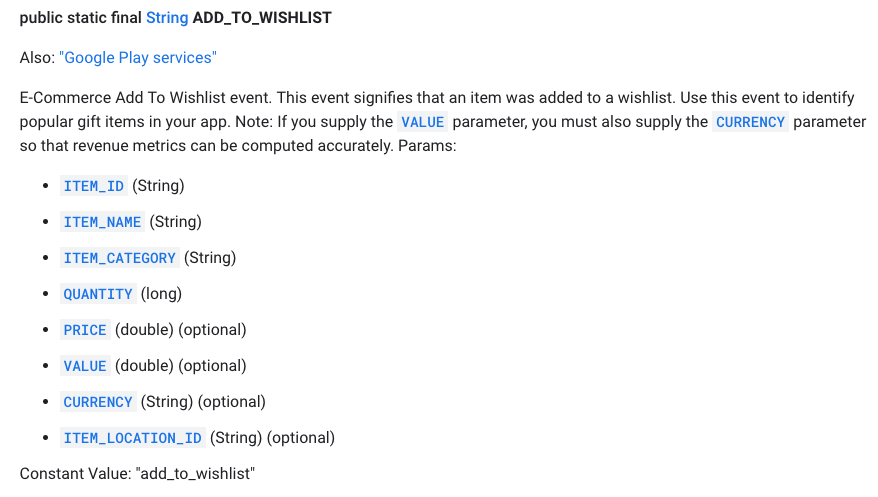 public static final String ADD_TO_WISHLIST
Also: "Google Play services"
E-Commerce Add To Wishlist event. This event signifies that an item was added to a wishlist. Use this event to identify
popular gift items in your app. Note: If you supply the VALUE parameter, you must also supply the CURRENCY parameter
so that revenue metrics can be computed accurately. Params:
• ITEM_ID (String)
• ITEM_NAME (String)
• ITEM_CATEGORY (String)
• QUANTITY (long)
• PRICE (double) (optional)
• VALUE (double) (optional)
• CURRENCY (String) (optional)
• ITEM_LOCATION_ID (String) (optional)
Constant Value: "add_to_wishlist"